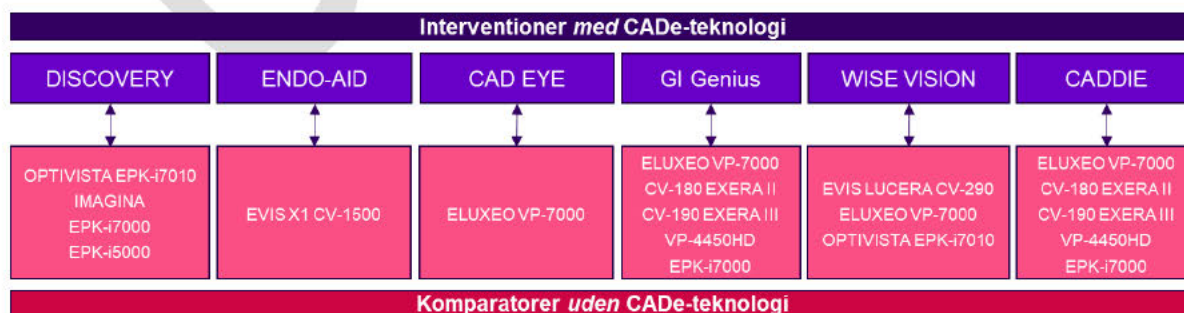 Interventioner med CADe-teknologi
DISCOVERY
ENDO-AID
CAD EYE
GI Genius
WISE VISION
CADDIE
OPTIVISTA EPK-i7010
IMAGINA
EPK-i7000
EPK-i5000
EVIS X1 CV-1500
ELUXEO VP-7000
ELUXEO VP-7000
CV-180 EXERA II
CV-190 EXERA III
VP-4450HD
EPK-i7000
EVIS LUCERA CV-290
ELUXEO VP-7000
OPTIVISTA EPK-i7010
ELUXEO VP-7000
CV-180 EXERA II
CV-190 EXERA III
VP-4450HD
EPK-i7000
Komparatorer uden CADe-teknologi